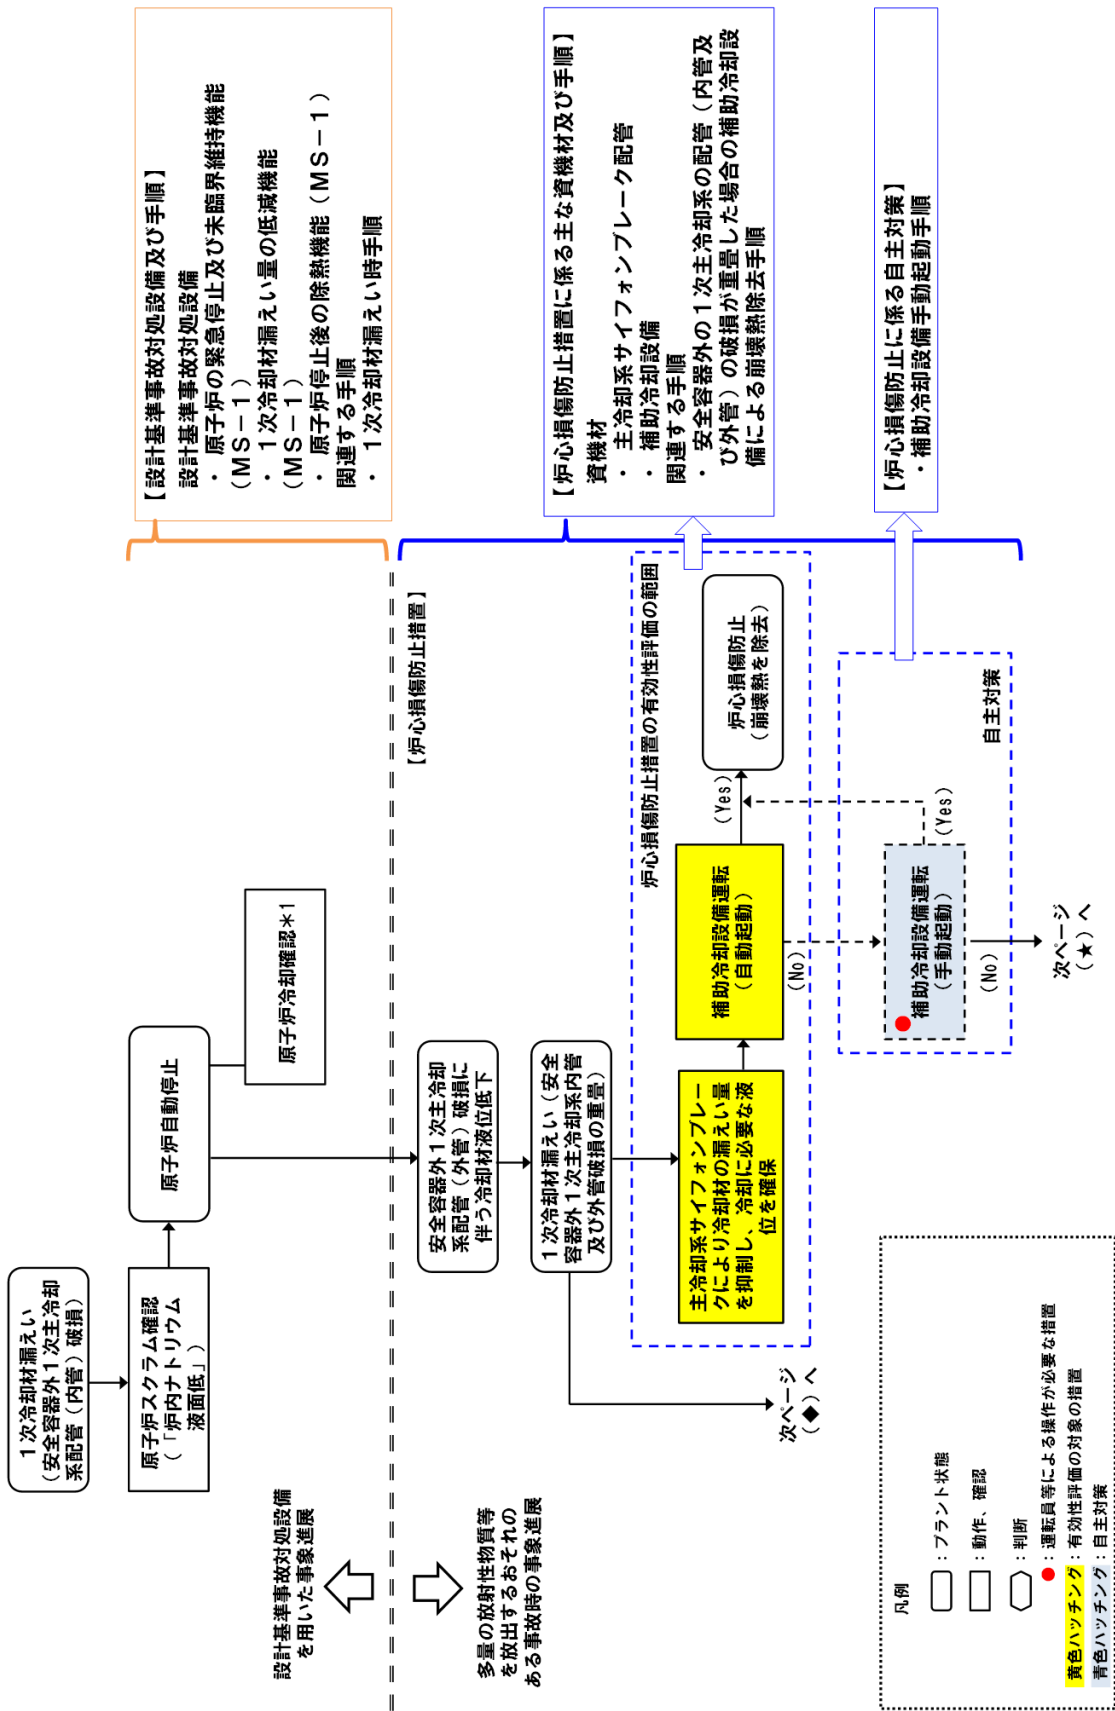 1次冷却材漏えい
（安全容器外1次主冷却
系配管（内管）破損）
原子炉スクラム確認
（「炉内ナトリウム
液面低」）
原子炉自動停止
原子炉冷却確認＊1
設計基準事故対処設備
を用いた事象進展
多量の放射性物質等
を放出するおそれの
ある事故時の事象進展
【設計基準事故対処設備及び手順】
設計基準事故対処設備
・原子炉の緊急停止及び未臨界維持機能
（ＭＳ－１）
・１次冷却材漏えい量の低減機能
（ＭＳ－１）
・原子炉停止後の除熱機能（ＭＳ－１）
関連する手順
・１次冷却材漏えい時手順
【炉心損傷防止措置】
安全容器外1次主冷却
系配管（外管）破損に
伴う冷却材液位低下
1次冷却材漏えい（安全
容器外1次主冷却系内管
及び外管破損の重畳）
次ページ
（◆）へ
炉心損傷防止措置の有効性評価の範囲
主冷却系サイフォンブレー
クにより冷却材の漏えい量
を抑制し、冷却に必要な液
位を確保
補助冷却設備運転
（自動起動）
（Yes）
（No）
炉心損傷防止
（崩壊熱を除去）
補助冷却設備運転
（手動起動）
（Yes）
（No）
自主対策
次ページ
（★）へ
【炉心損傷防止措置に係る主な資機材及び手順】
資機材
・主冷却系サイフォンブレーク配管
・補助冷却設備
関連する手順
・安全容器外の１次主冷却系の配管（内管及
び外管）の破損が重畳した場合の補助冷却設
備による崩壊熱除去手順
【炉心損傷防止に係る自主対策】
・補助冷却設備手動起動手順
凡例
：プラント状態
：動作、確認
：判断
：運転員等による操作が必要な措置
黄色ハッチング：有効性評価の対象の措置
青色ハッチング：自主対策